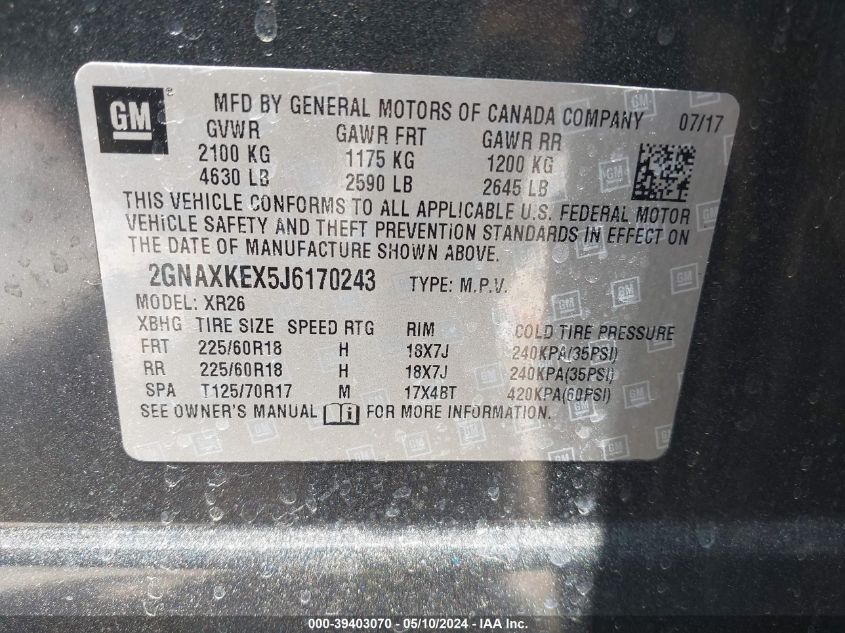 GM ®
MFD BY GENERAL MOTORS OF CANADA COMPANY 07/17
GVWR GAWR FRT GAWR RR
2100 KG 1175 KG 1200 KG
4630 LB 2590 LB 2645 LB
THIS VEHICLE CONFORMS TO ALL APPLICABLE U.S. FEDERAL MOTOR
VEHICLE SAFETY AND THEFT PREVENTION STANDARDS IN EFFECT ON
THE DATE OF MANUFACTURE SHOWN ABOVE.
2GNAXKEX5J6170243 TYPE: M.P.V.
MODEL: XR26
XBHG TIRE SIZE SPEED RTG RIM COLD TIRE PRESSURE
FRT 225/60R18 H 18X7J 240KPA(35PSI)
RR 225/60R18 H 18X7J 240KPA(35PSI)
SPA T125/70R17 M 17X4BT 420KPA(60PSI)
SEE OWNER'S MANUAL FOR MORE INFORMATION.
000-39403070 - 05/10/2024 - IAA, Inc.